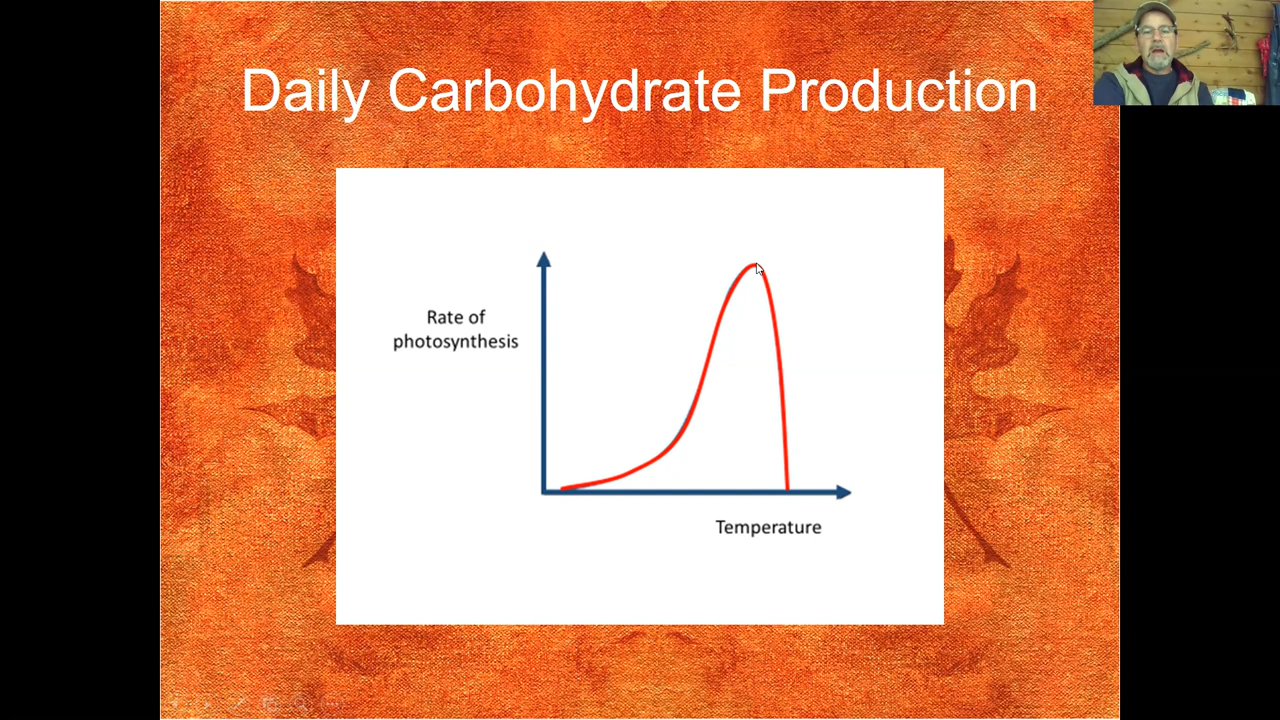 Daily Carbohydrate Production
Rate of
photosynthesis
Temperature